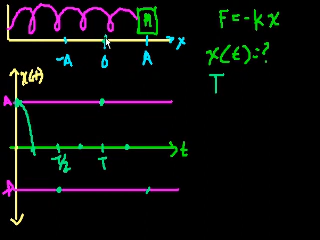 M
F = -kx
-A 0 A x
x(t) = ?
T
x(t)
A
T/2 T t
-A